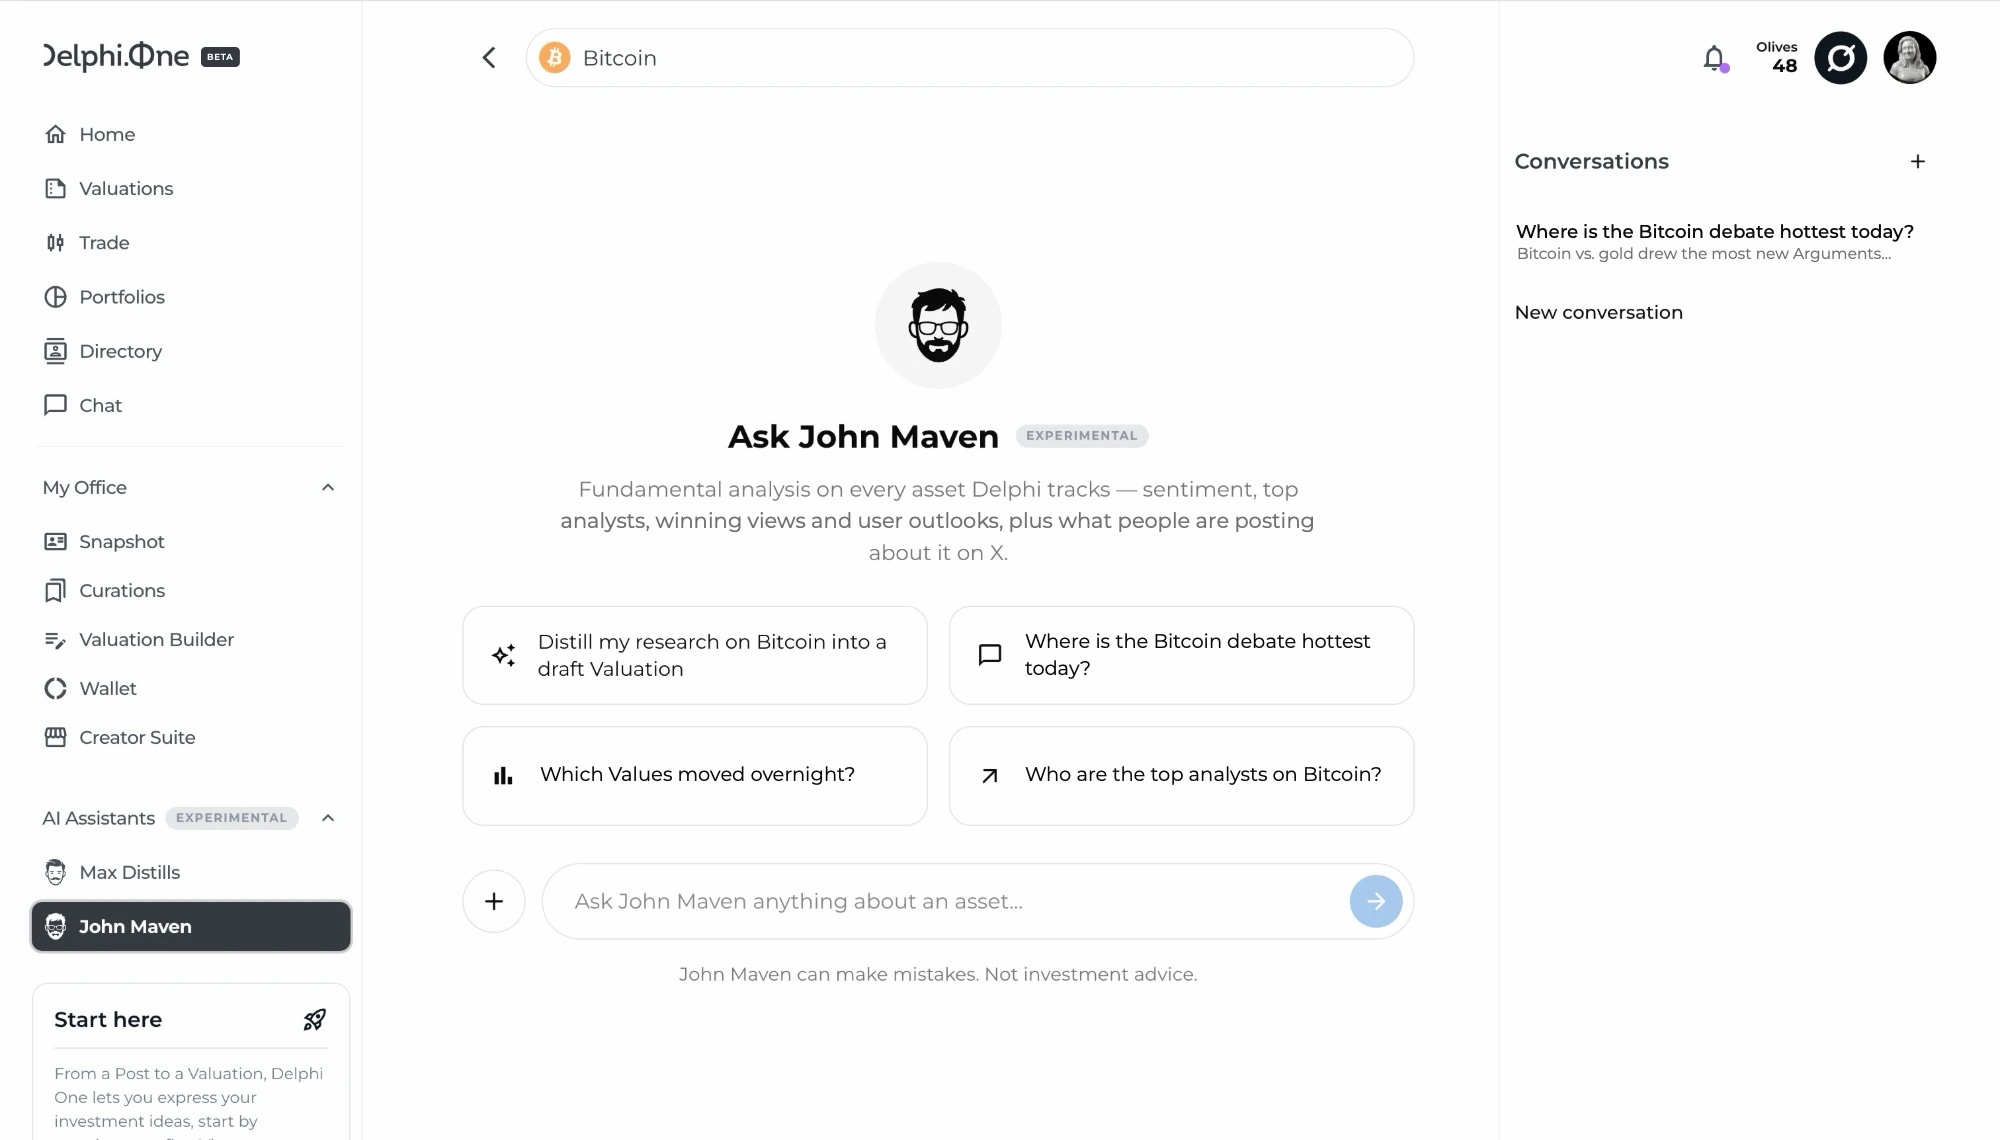 Delphi.One BETA
Home
Valuations
Trade
Portfolios
Directory
Chat
My Office
Snapshot
Curations
Valuation Builder
Wallet
Creator Suite
AI Assistants EXPERIMENTAL
Max Distills
John Maven
Start here
From a Post to a Valuation, Delphi
One lets you express your
investment ideas, start by
Bitcoin
Ask John Maven EXPERIMENTAL
Fundamental analysis on every asset Delphi tracks — sentiment, top
analysts, winning views and user outlooks, plus what people are posting
about it on X.
Distill my research on Bitcoin into a
draft Valuation
Where is the Bitcoin debate hottest
today?
Which Values moved overnight?
Who are the top analysts on Bitcoin?
Ask John Maven anything about an asset...
John Maven can make mistakes. Not investment advice.
Olives
48
Conversations
Where is the Bitcoin debate hottest today?
Bitcoin vs. gold drew the most new Arguments...
New conversation